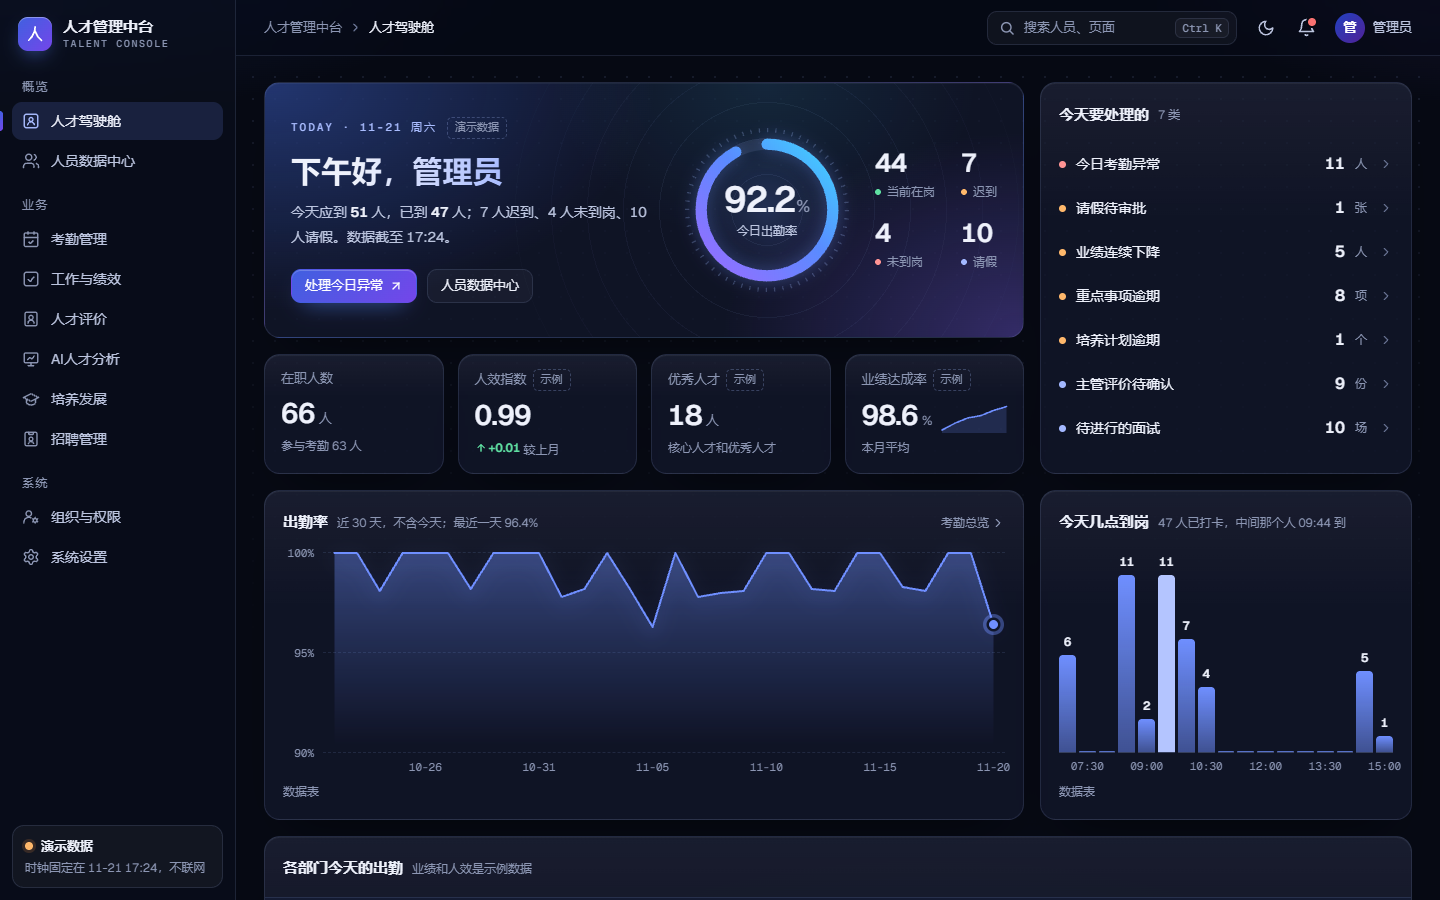 人才管理中台
TALENT CONSOLE
概览
人才驾驶舱
人员数据中心
业务
考勤管理
工作与绩效
人才评价
AI人才分析
培养发展
招聘管理
系统
组织与权限
系统设置
演示数据
时钟固定在 11-21 17:24，不联网
人才管理中台 > 人才驾驶舱
搜索人员、页面 Ctrl K
管 管理员
TODAY · 11-21 周六 演示数据
下午好，管理员
今天应到 51 人，已到 47 人；7 人迟到、4 人未到岗、10
人请假。数据截至 17:24。
处理今日异常
人员数据中心
92.2%
今日出勤率
44 当前在岗
7 迟到
4 未到岗
10 请假
今天要处理的 7 类
今日考勤异常 11 人
请假待审批 1 张
业绩连续下降 5 人
重点事项逾期 8 项
培养计划逾期 1 个
主管评价待确认 9 份
待进行的面试 10 场
在职人数
66 人
参与考勤 63 人
人效指数 示例
0.99
↑ +0.01 较上月
优秀人才 示例
18 人
核心人才和优秀人才
业绩达成率 示例
98.6 %
本月平均
出勤率 近 30 天，不含今天；最近一天 96.4%
考勤总览
100%
95%
90%
10-26 10-31 11-05 11-10 11-15 11-20
数据表
今天几点到岗 47 人已打卡，中间那个人 09:44 到
6 11 2 11 7 4 5 1
07:30 09:00 10:30 12:00 13:30 15:00
数据表
各部门今天的出勤 业绩和人效是示例数据